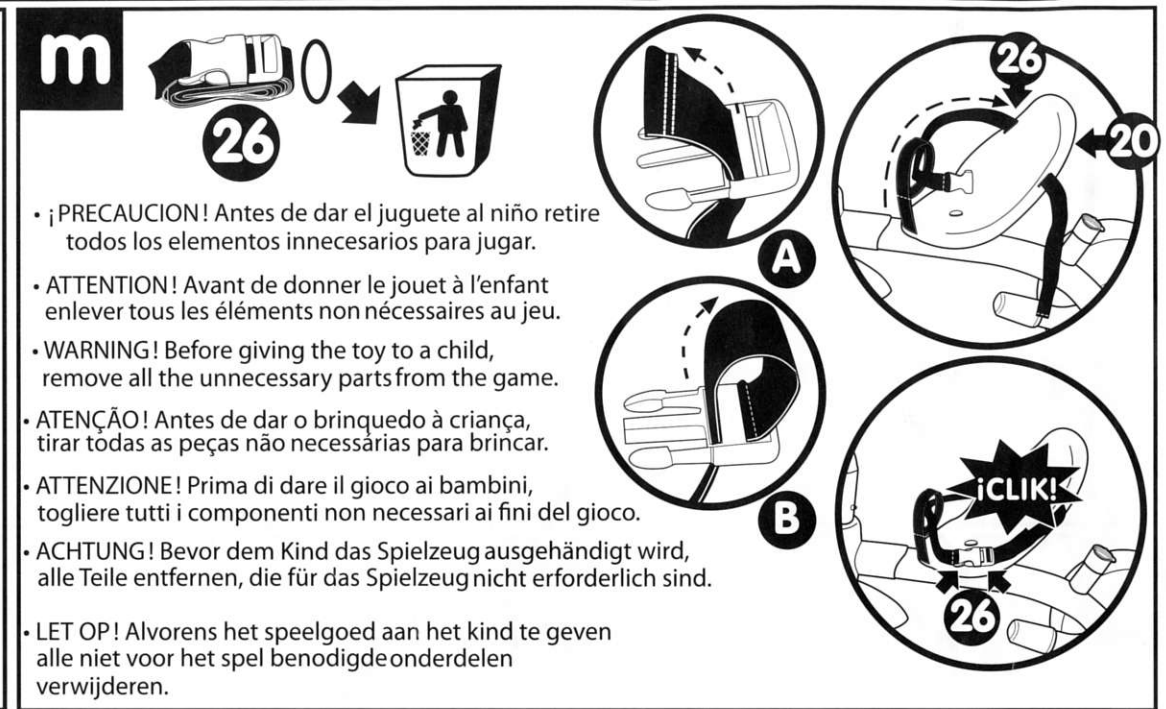 m
26
• ¡PRECAUCION! Antes de dar el juguete al niño retire
todos los elementos innecesarios para jugar.
• ATTENTION! Avant de donner le jouet à l'enfant
enlever tous les éléments non nécessaires au jeu.
• WARNING! Before giving the toy to a child,
remove all the unnecessary parts from the game.
• ATENÇÃO! Antes de dar o brinquedo à criança,
tirar todas as peças não necessárias para brincar.
• ATTENZIONE! Prima di dare il gioco ai bambini,
togliere tutti i componenti non necessari ai fini del gioco.
• ACHTUNG! Bevor dem Kind das Spielzeug ausgehändigt wird,
alle Teile entfernen, die für das Spielzeug nicht erforderlich sind.
• LET OP! Alvorens het speelgoed aan het kind te geven
alle niet voor het spel benodigde onderdelen
verwijderen.
A
B
26
20
¡CLIK!
26